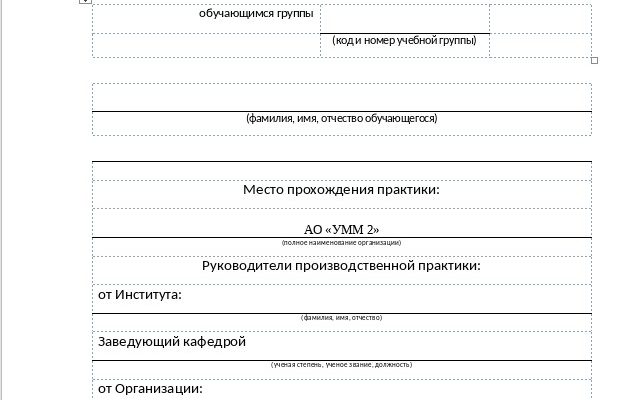 обучающимся группы
(код и номер учебной группы)
(фамилия, имя, отчество обучающегося)
Место прохождения практики:
АО «УММ 2»
(полное наименование организации)
Руководители производственной практики:
от Института:
(фамилия, имя, отчество)
Заведующий кафедрой
(ученая степень, ученое звание, должность)
от Организации: